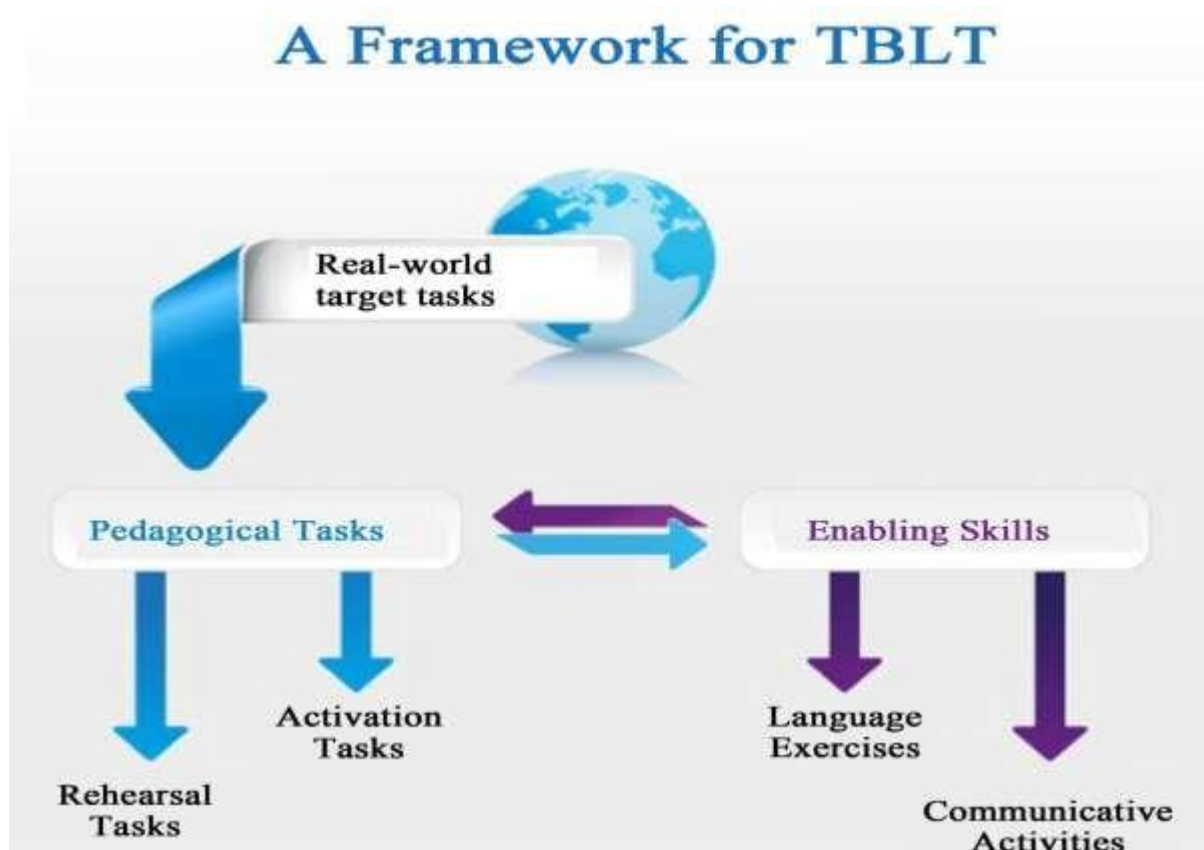 A Framework for TBLT
Real-world
target tasks
Pedagogical Tasks
Enabling Skills
Activation
Tasks
Language
Exercises
Rehearsal
Tasks
Communicative
Activities